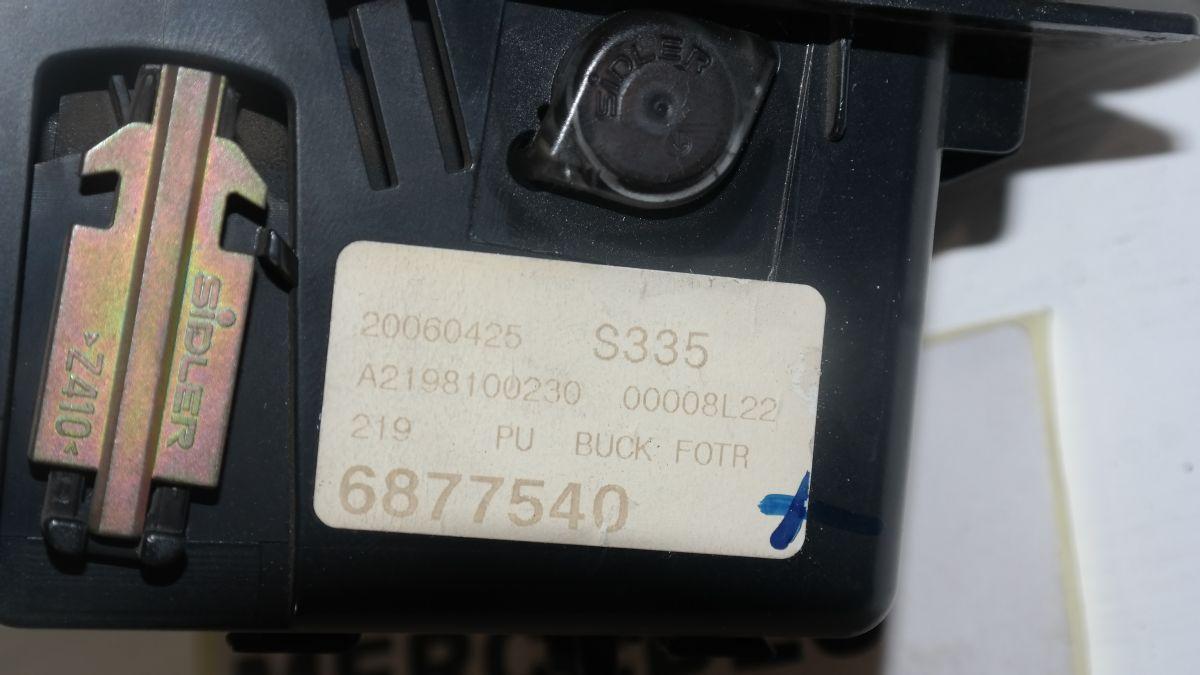 SiDLER
SiDLER
>Z410<
20060425 S335
A2198100230 00008L22
219 PU BUCK FOTR
6877540